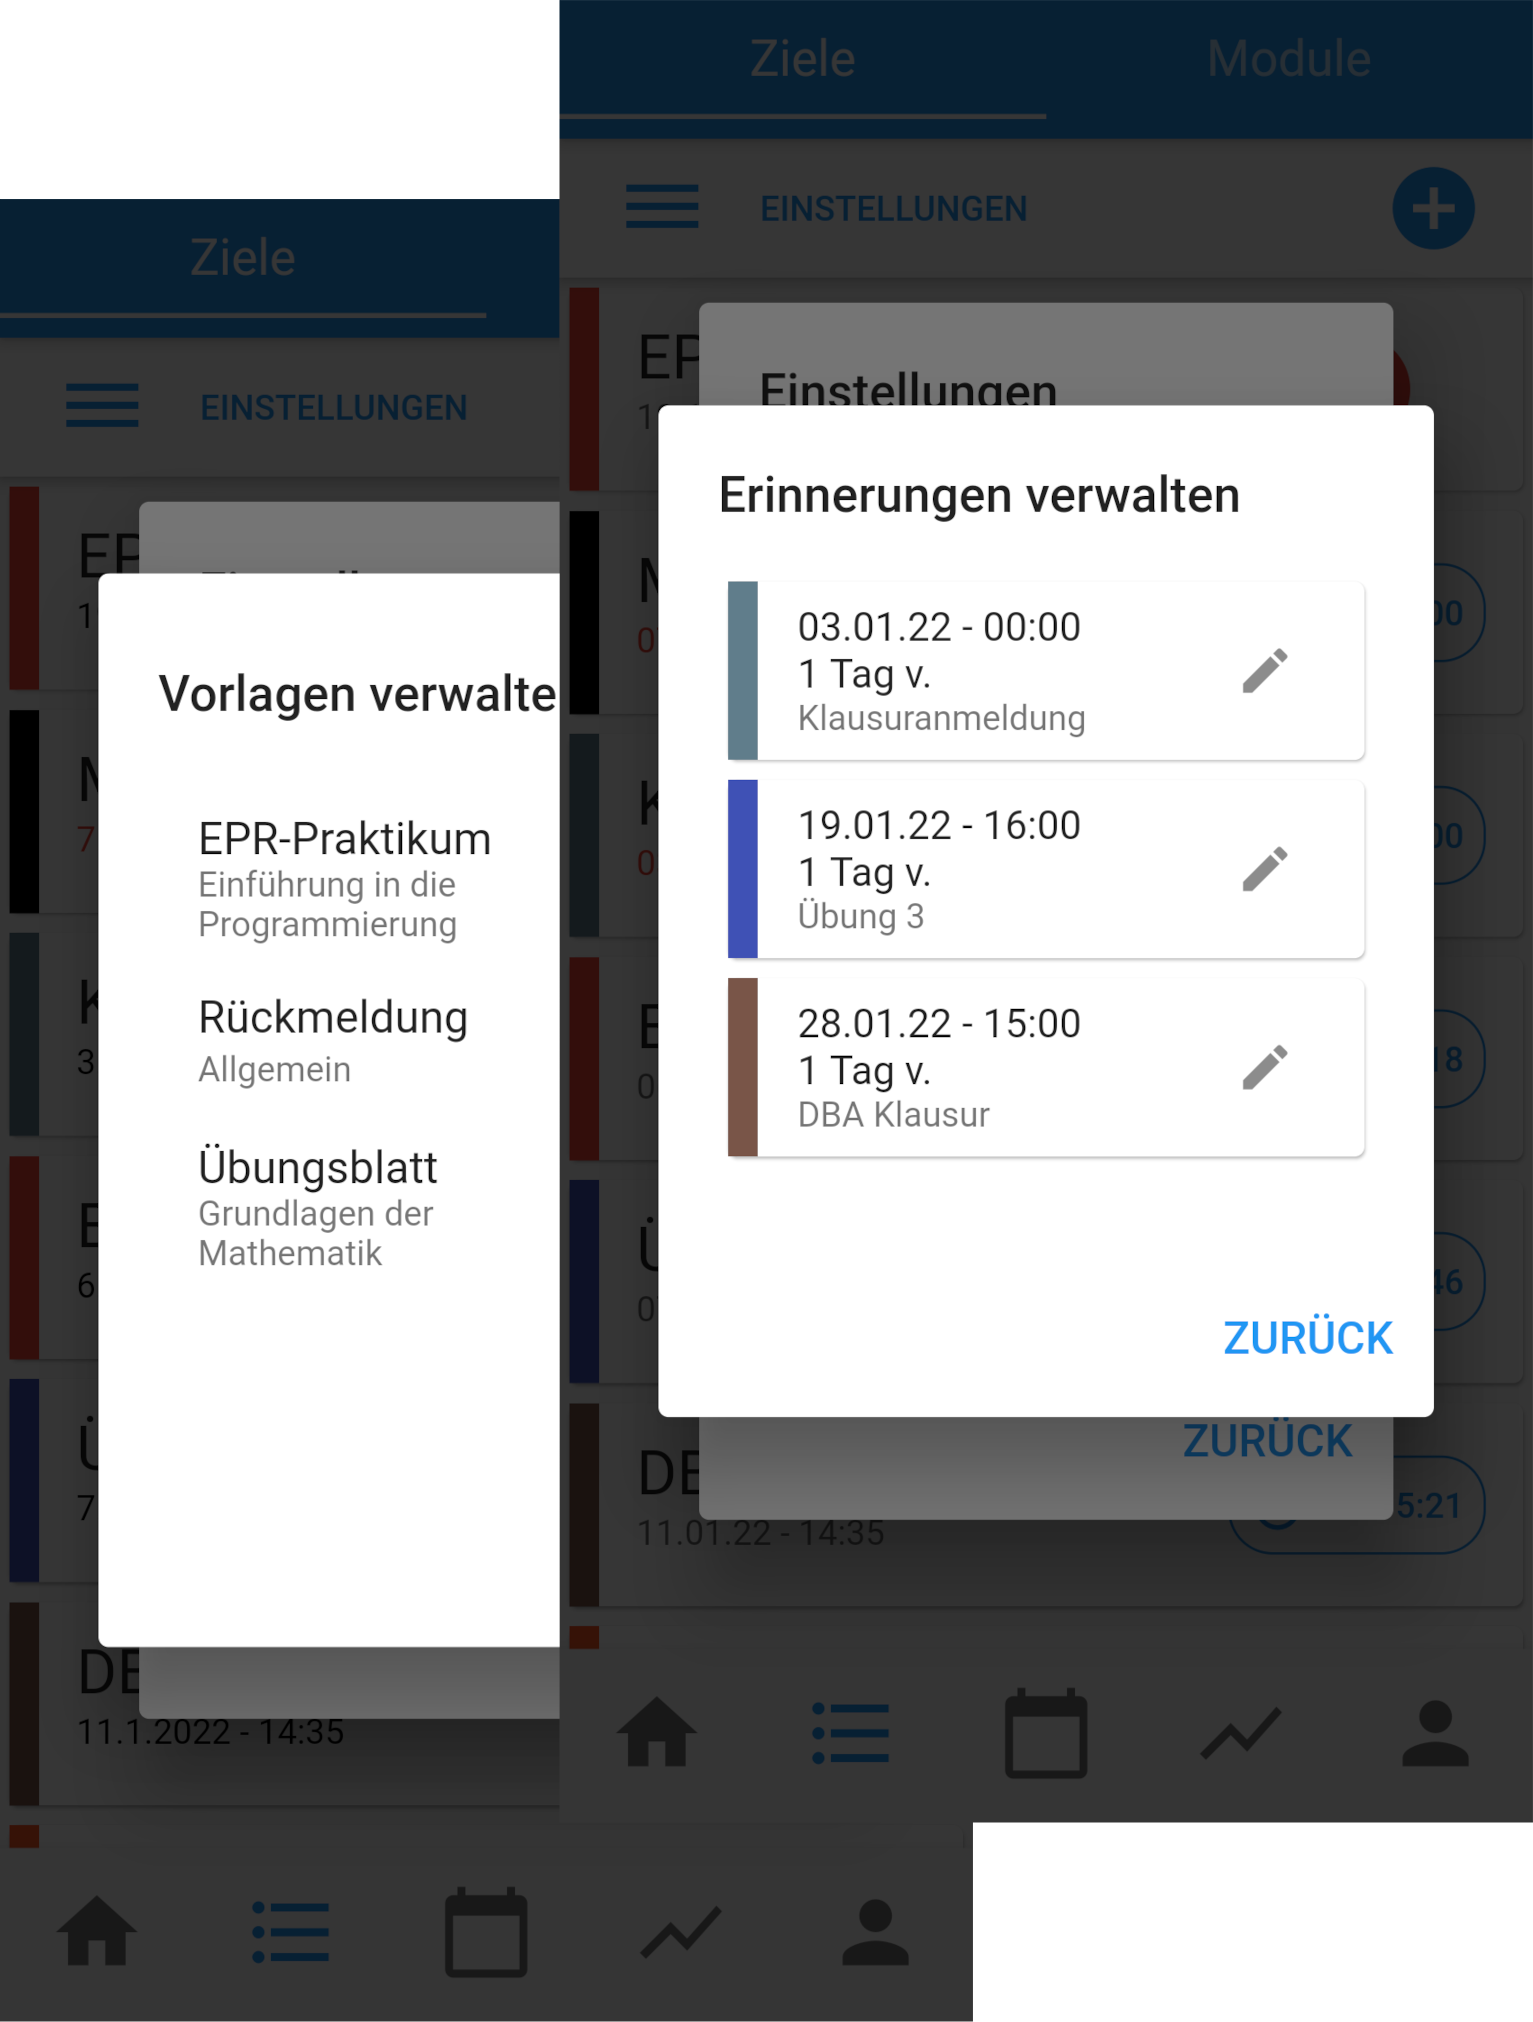 Ziele
EINSTELLUNGEN
EP
1
Vorlagen verwalte
EPR-Praktikum
Einführung in die
Programmierung
7
Rückmeldung
Allgemein
K
3
Übungsblatt
Grundlagen der
Mathematik
6
Ü
7
DE
11.1.2022 - 14:35
Ziele
Module
EINSTELLUNGEN
EP
Einstellungen
1
Erinnerungen verwalten
03.01.22 - 00:00
1 Tag v.
Klausuranmeldung
0
00
19.01.22 - 16:00
1 Tag v.
Übung 3
K
0
00
28.01.22 - 15:00
1 Tag v.
DBA Klausur
0
18
Ü
0
46
ZURÜCK
ZURÜCK
DE
11.01.22 - 14:35
5:21